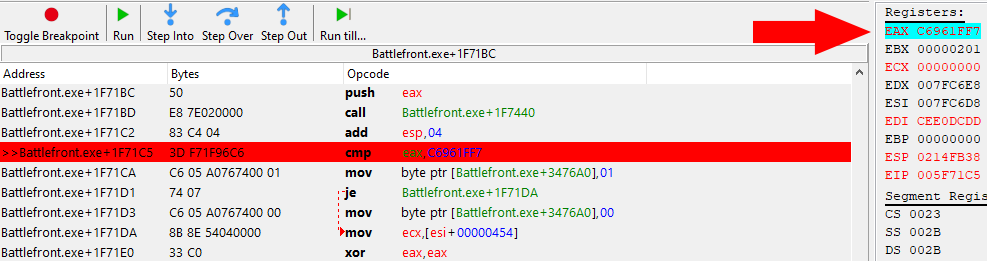 Toggle Breakpoint Run Step Into Step Over Step Out Run till...
Battlefront.exe+1F71BC
Address Bytes Opcode
Battlefront.exe+1F71BC 50 push eax
Battlefront.exe+1F71BD E8 7E020000 call Battlefront.exe+1F7440
Battlefront.exe+1F71C2 83 C4 04 add esp,04
>>Battlefront.exe+1F71C5 3D F71F96C6 cmp eax,C6961FF7
Battlefront.exe+1F71CA C6 05 A0767400 01 mov byte ptr [Battlefront.exe+3476A0],01
Battlefront.exe+1F71D1 74 07 je Battlefront.exe+1F71DA
Battlefront.exe+1F71D3 C6 05 A0767400 00 mov byte ptr [Battlefront.exe+3476A0],00
Battlefront.exe+1F71DA 8B 8E 54040000 mov ecx,[esi+00000454]
Battlefront.exe+1F71E0 33 C0 xor eax,eax
Registers:
EAX C6961FF7
EBX 00000201
ECX 00000000
EDX 007FC6E8
ESI 007FC6D8
EDI CEE0DCDD
EBP 00000000
ESP 0214FB38
EIP 005F71C5
Segment Regis
CS 0023
SS 002B
DS 002B